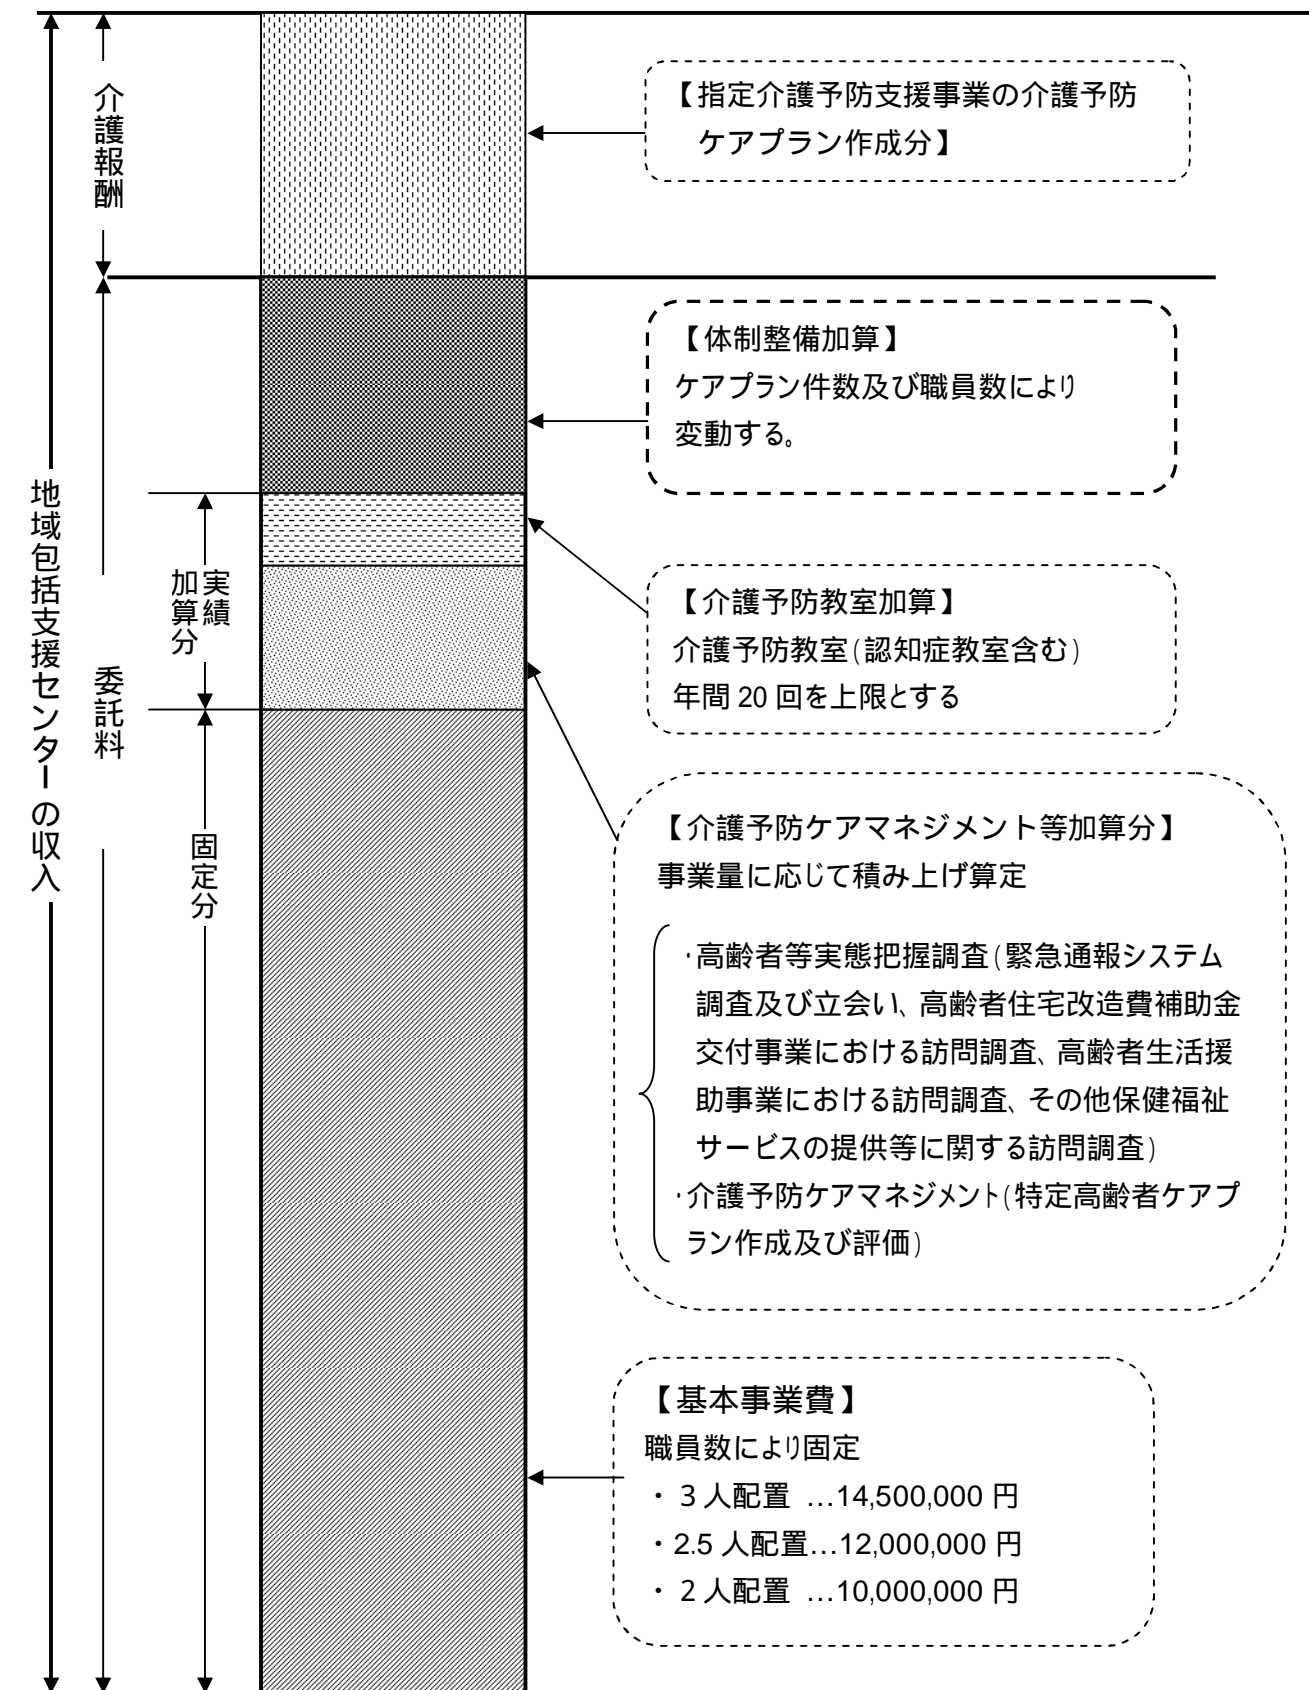 地域包括支援センターの収入
介護報酬
委託料
実績
加算分
固定分
【指定介護予防支援事業の介護予防
ケアプラン作成分】
【体制整備加算】
ケアプラン件数及び職員数により
変動する。
【介護予防教室加算】
介護予防教室(認知症教室含む)
年間 20 回を上限とする
【介護予防ケアマネジメント等加算分】
事業量に応じて積み上げ算定
・高齢者等実態把握調査(緊急通報システム
調査及び立会い、高齢者住宅改造費補助金
交付事業における訪問調査、高齢者生活援
助事業における訪問調査、その他保健福祉
サービスの提供等に関する訪問調査)
・介護予防ケアマネジメント(特定高齢者ケアプ
ラン作成及び評価)
【基本事業費】
職員数により固定
・ 3 人配置 …14,500,000 円
・2.5 人配置…12,000,000 円
・ 2 人配置 …10,000,000 円